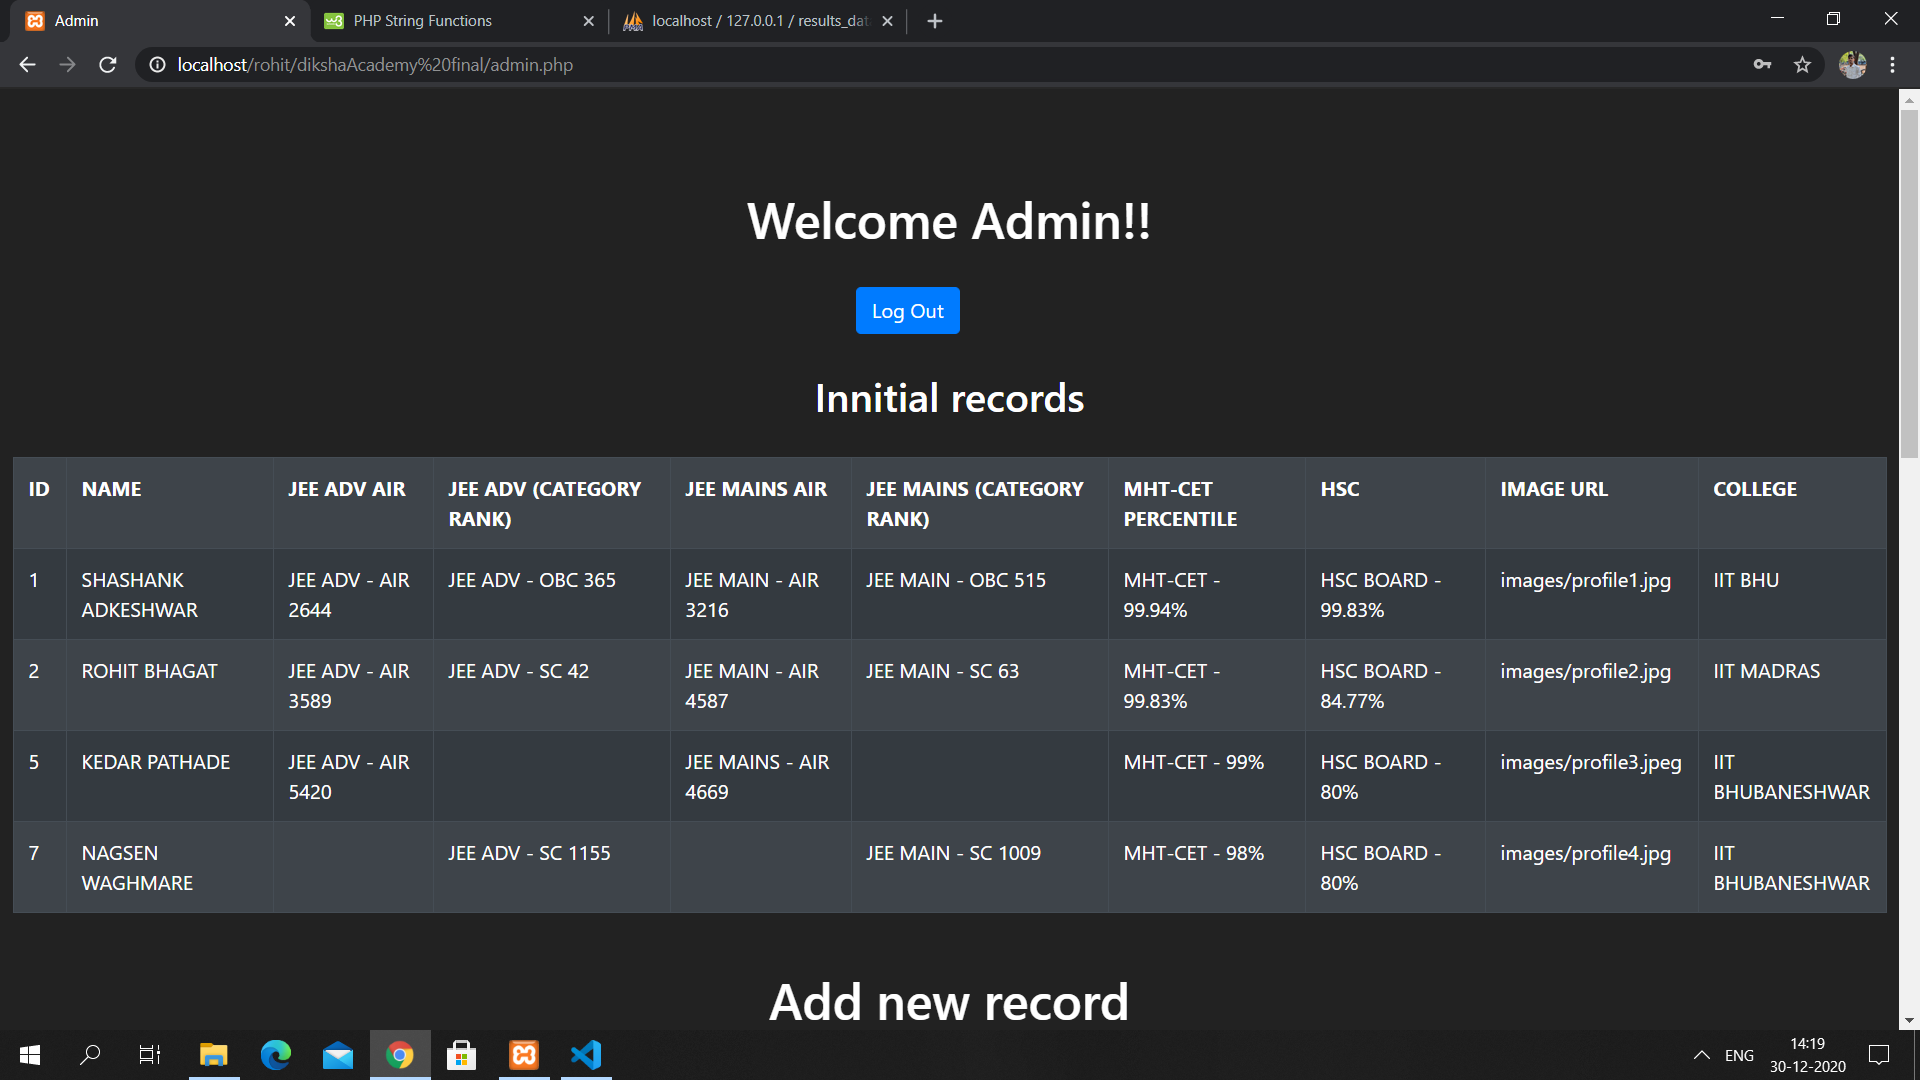 Admin
PHP String Functions
localhost / 127.0.0.1 / results_dat
localhost/rohit/dikshaAcademy%20final/admin.php
Welcome Admin!!
Log Out
Innitial records
ID NAME JEE ADV AIR JEE ADV (CATEGORY RANK) JEE MAINS AIR JEE MAINS (CATEGORY RANK) MHT-CET PERCENTILE HSC IMAGE URL COLLEGE
1 SHASHANK ADKESHWAR JEE ADV - AIR 2644 JEE ADV - OBC 365 JEE MAIN - AIR 3216 JEE MAIN - OBC 515 MHT-CET - 99.94% HSC BOARD - 99.83% images/profile1.jpg IIT BHU
2 ROHIT BHAGAT JEE ADV - AIR 3589 JEE ADV - SC 42 JEE MAIN - AIR 4587 JEE MAIN - SC 63 MHT-CET - 99.83% HSC BOARD - 84.77% images/profile2.jpg IIT MADRAS
5 KEDAR PATHADE JEE ADV - AIR 5420 JEE MAINS - AIR 4669 MHT-CET - 99% HSC BOARD - 80% images/profile3.jpeg IIT BHUBANESHWAR
7 NAGSEN WAGHMARE JEE ADV - SC 1155 JEE MAIN - SC 1009 MHT-CET - 98% HSC BOARD - 80% images/profile4.jpg IIT BHUBANESHWAR
Add new record
ENG
14:19
30-12-2020